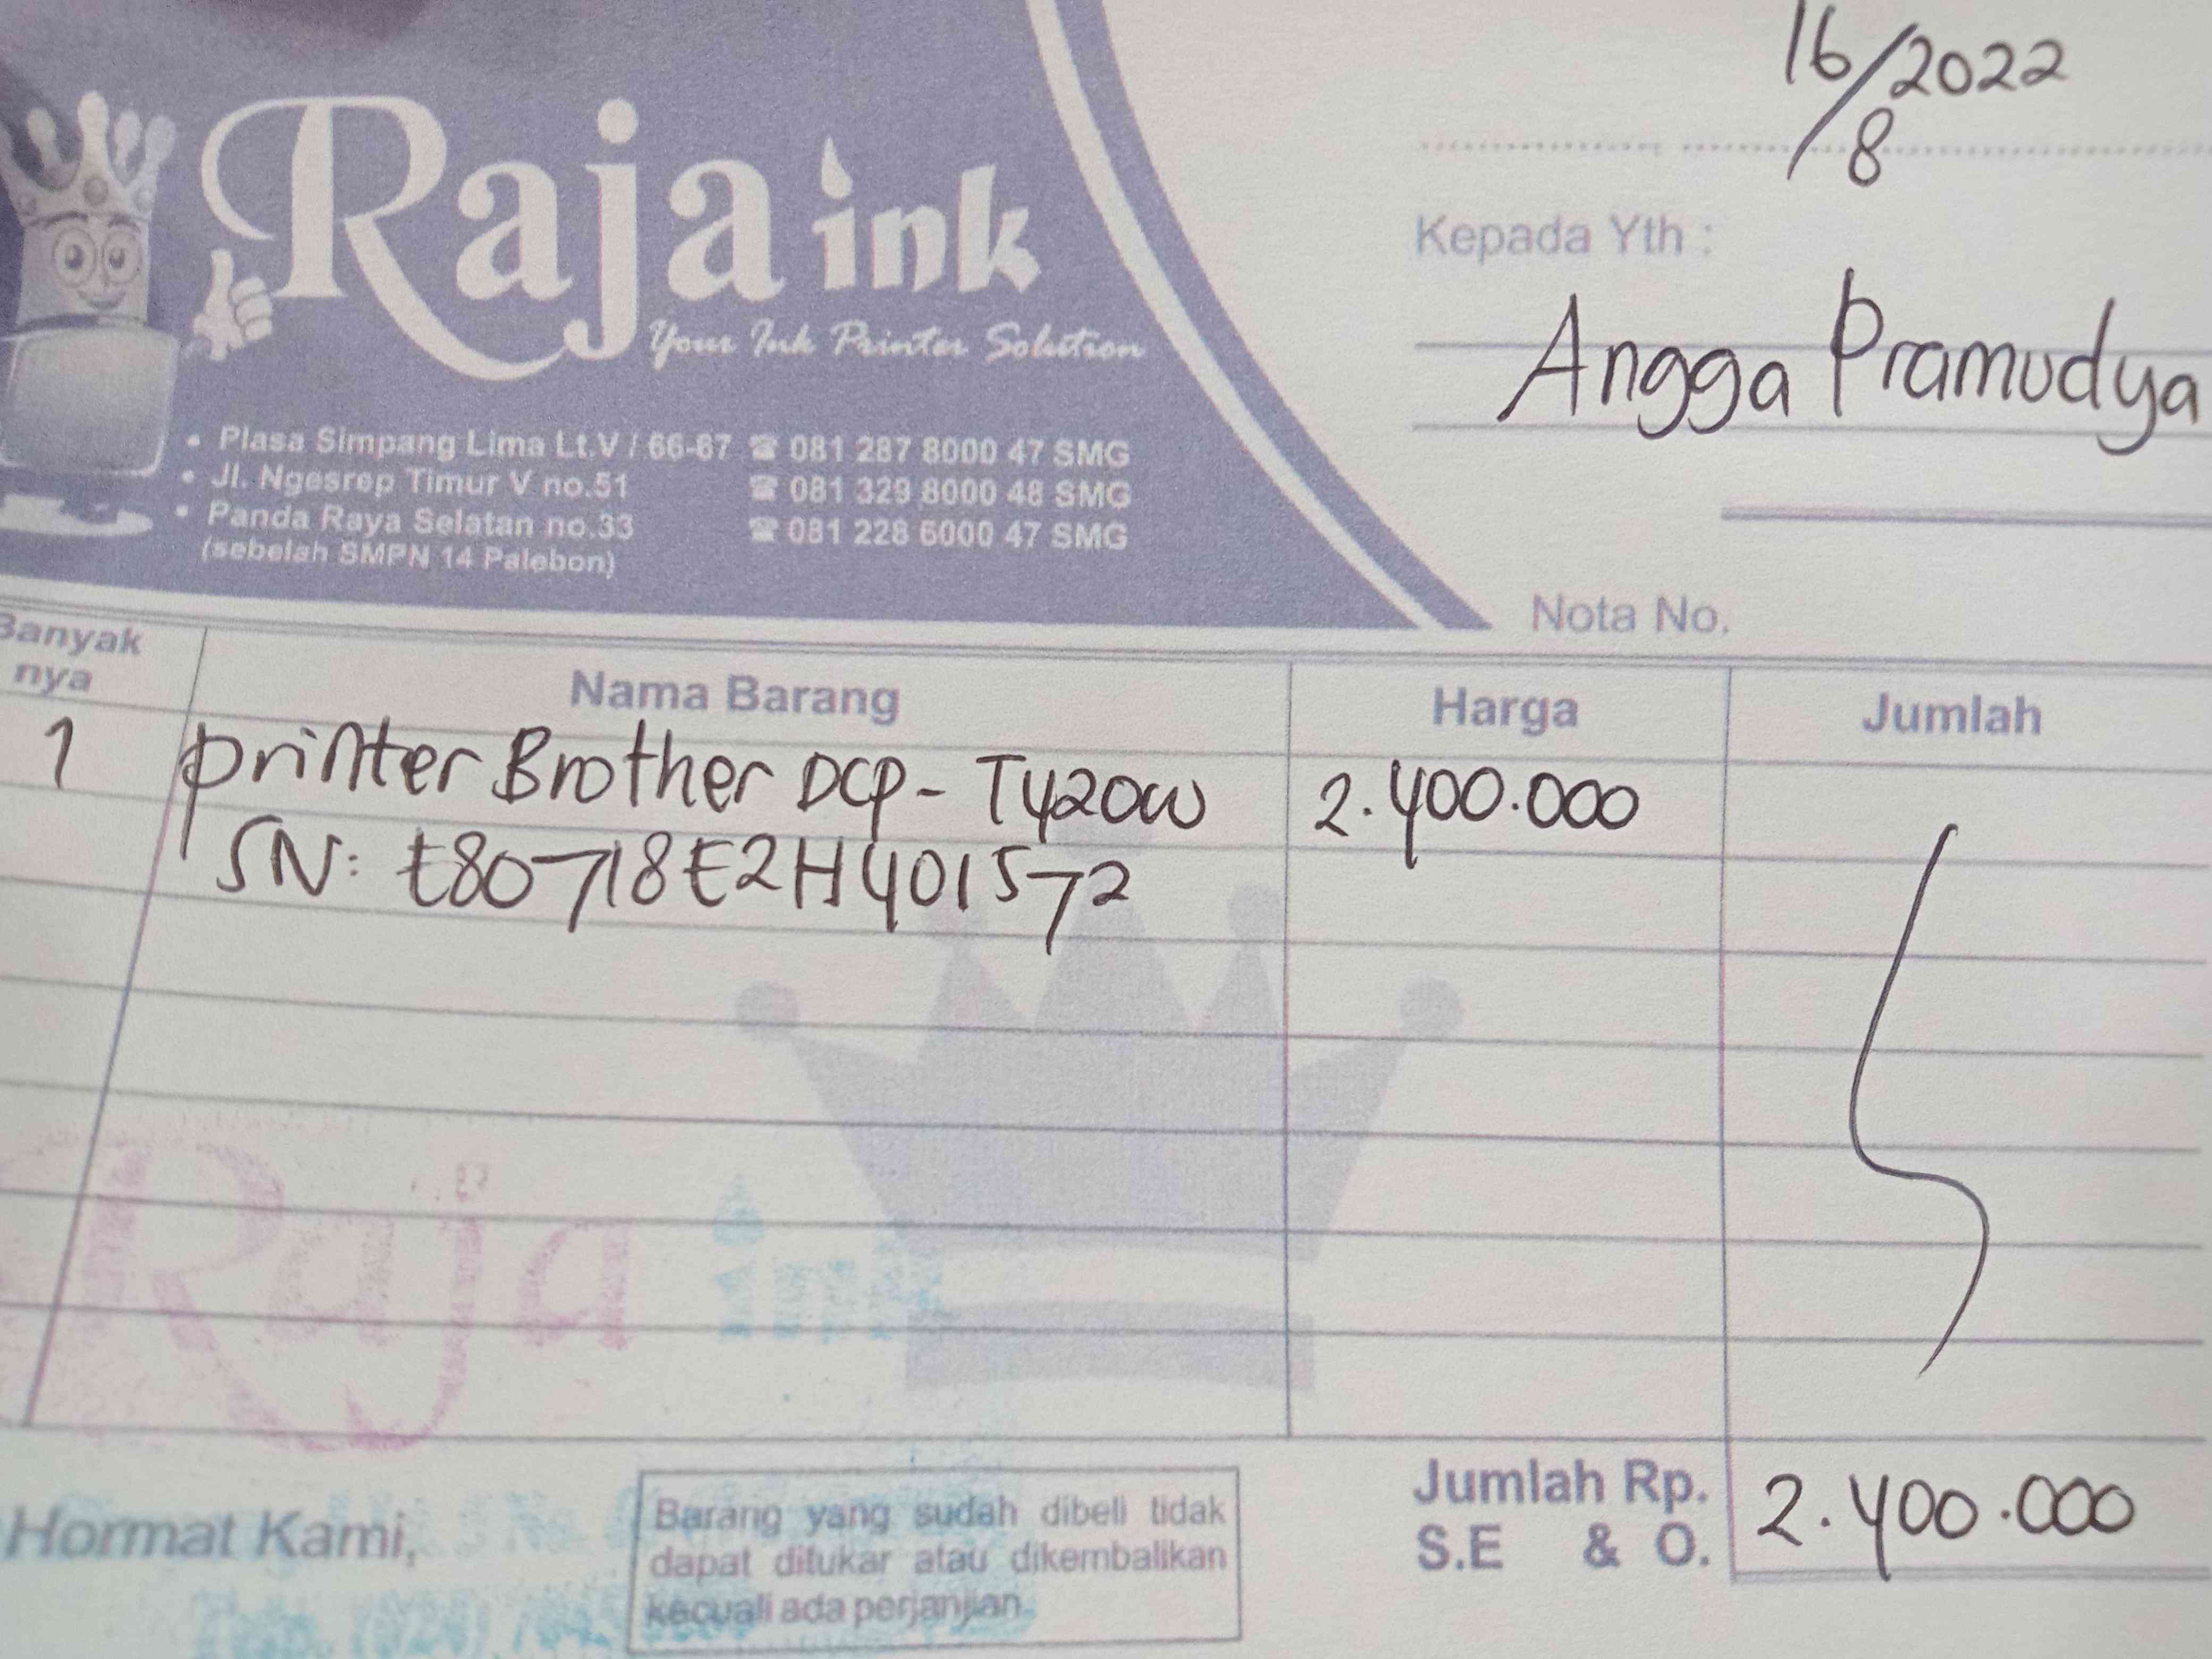 Raja ink
Your Ink Printer Solution
• Plasa Simpang Lima Lt.V / 66-67 ☎ 081 287 8000 47 SMG
• Jl. Ngesrep Timur V no.51 ☎ 081 329 8000 48 SMG
• Panda Raya Selatan no.33 ☎ 081 228 6000 47 SMG
(sebelah SMPN 14 Palebon)
16/8 2022
Kepada Yth :
Angga Pramudya
Nota No.
Banyak nya Nama Barang Harga Jumlah
1 printer Brother DCP - T420W 2.400.000
SN: E80718E2H401572
Raja ink
Hormat Kami,
Barang yang sudah dibeli tidak
dapat ditukar atau dikembalikan
kecuali ada perjanjian.
Jumlah Rp. 2.400.000
S.E & O.